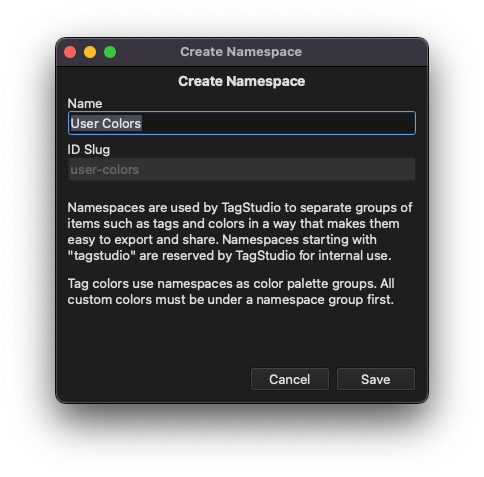 Create Namespace
Create Namespace
Name
User Colors
ID Slug
user-colors
Namespaces are used by TagStudio to separate groups of
items such as tags and colors in a way that makes them
easy to export and share. Namespaces starting with
"tagstudio" are reserved by TagStudio for internal use.
Tag colors use namespaces as color palette groups. All
custom colors must be under a namespace group first.
Cancel
Save